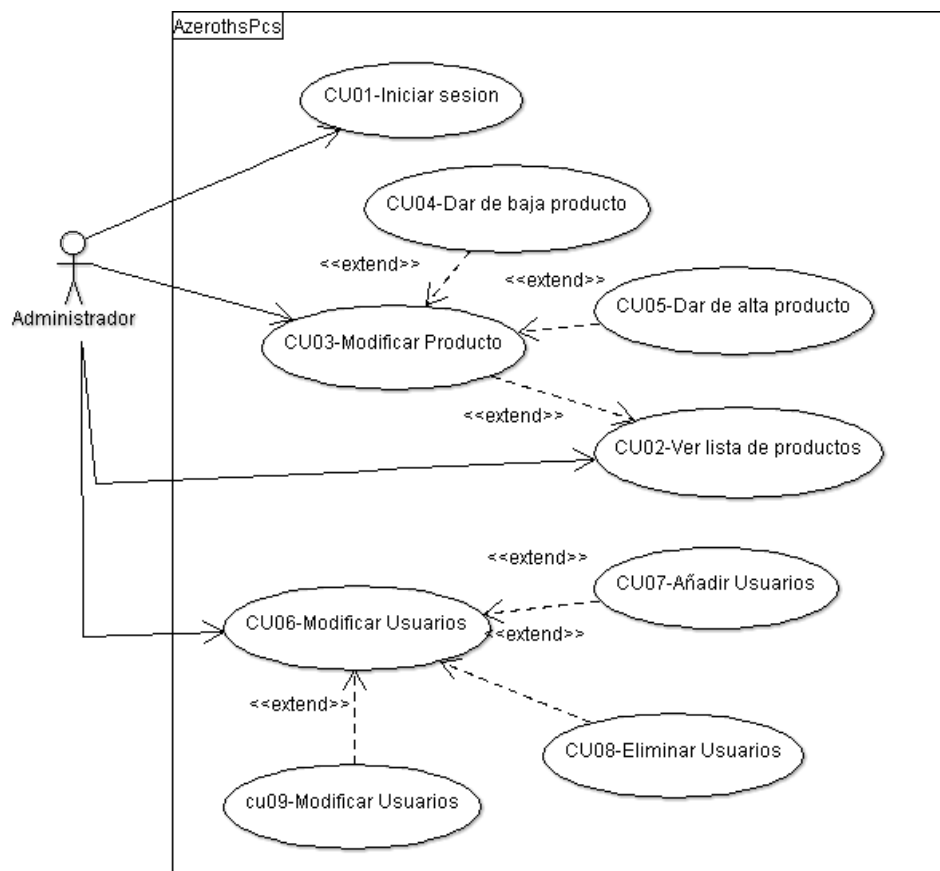 AzerothsPcs
CU01-Iniciar sesion
CU04-Dar de baja producto
<<extend>>
<<extend>>
CU05-Dar de alta producto
Administrador
CU03-Modificar Producto
<<extend>>
CU02-Ver lista de productos
<<extend>>
CU07-Añadir Usuarios
CU06-Modificar Usuarios
<<extend>>
<<extend>>
CU08-Eliminar Usuarios
cu09-Modificar Usuarios